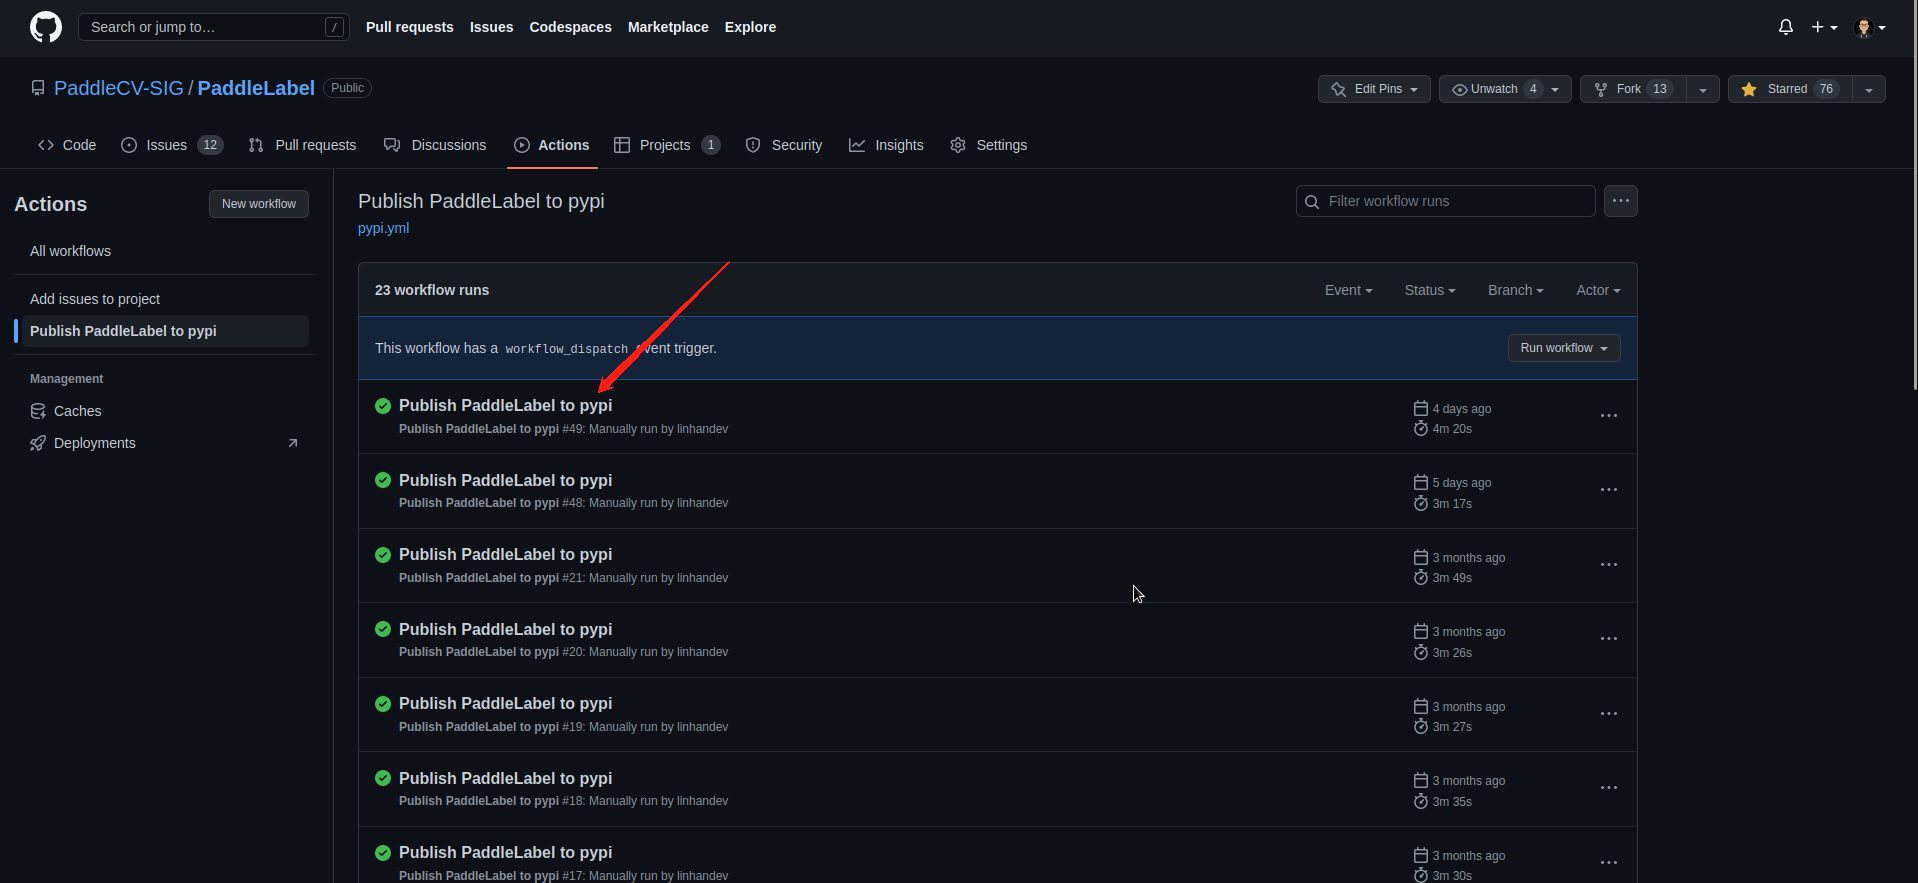 Search or jump to… /
Pull requests Issues Codespaces Marketplace Explore
PaddleCV-SIG / PaddleLabel Public
Edit Pins Unwatch 4 Fork 13 Starred 76
Code Issues 12 Pull requests Discussions Actions Projects 1 Security Insights Settings
Actions
New workflow
All workflows
Add issues to project
Publish PaddleLabel to pypi
Management
Caches
Deployments
Publish PaddleLabel to pypi
pypi.yml
Filter workflow runs
23 workflow runs
Event Status Branch Actor
This workflow has a workflow_dispatch event trigger.
Run workflow
Publish PaddleLabel to pypi
Publish PaddleLabel to pypi #49: Manually run by linhandev
4 days ago
4m 20s
Publish PaddleLabel to pypi
Publish PaddleLabel to pypi #48: Manually run by linhandev
5 days ago
3m 17s
Publish PaddleLabel to pypi
Publish PaddleLabel to pypi #21: Manually run by linhandev
3 months ago
3m 49s
Publish PaddleLabel to pypi
Publish PaddleLabel to pypi #20: Manually run by linhandev
3 months ago
3m 26s
Publish PaddleLabel to pypi
Publish PaddleLabel to pypi #19: Manually run by linhandev
3 months ago
3m 27s
Publish PaddleLabel to pypi
Publish PaddleLabel to pypi #18: Manually run by linhandev
3 months ago
3m 35s
Publish PaddleLabel to pypi
Publish PaddleLabel to pypi #17: Manually run by linhandev
3 months ago
3m 30s